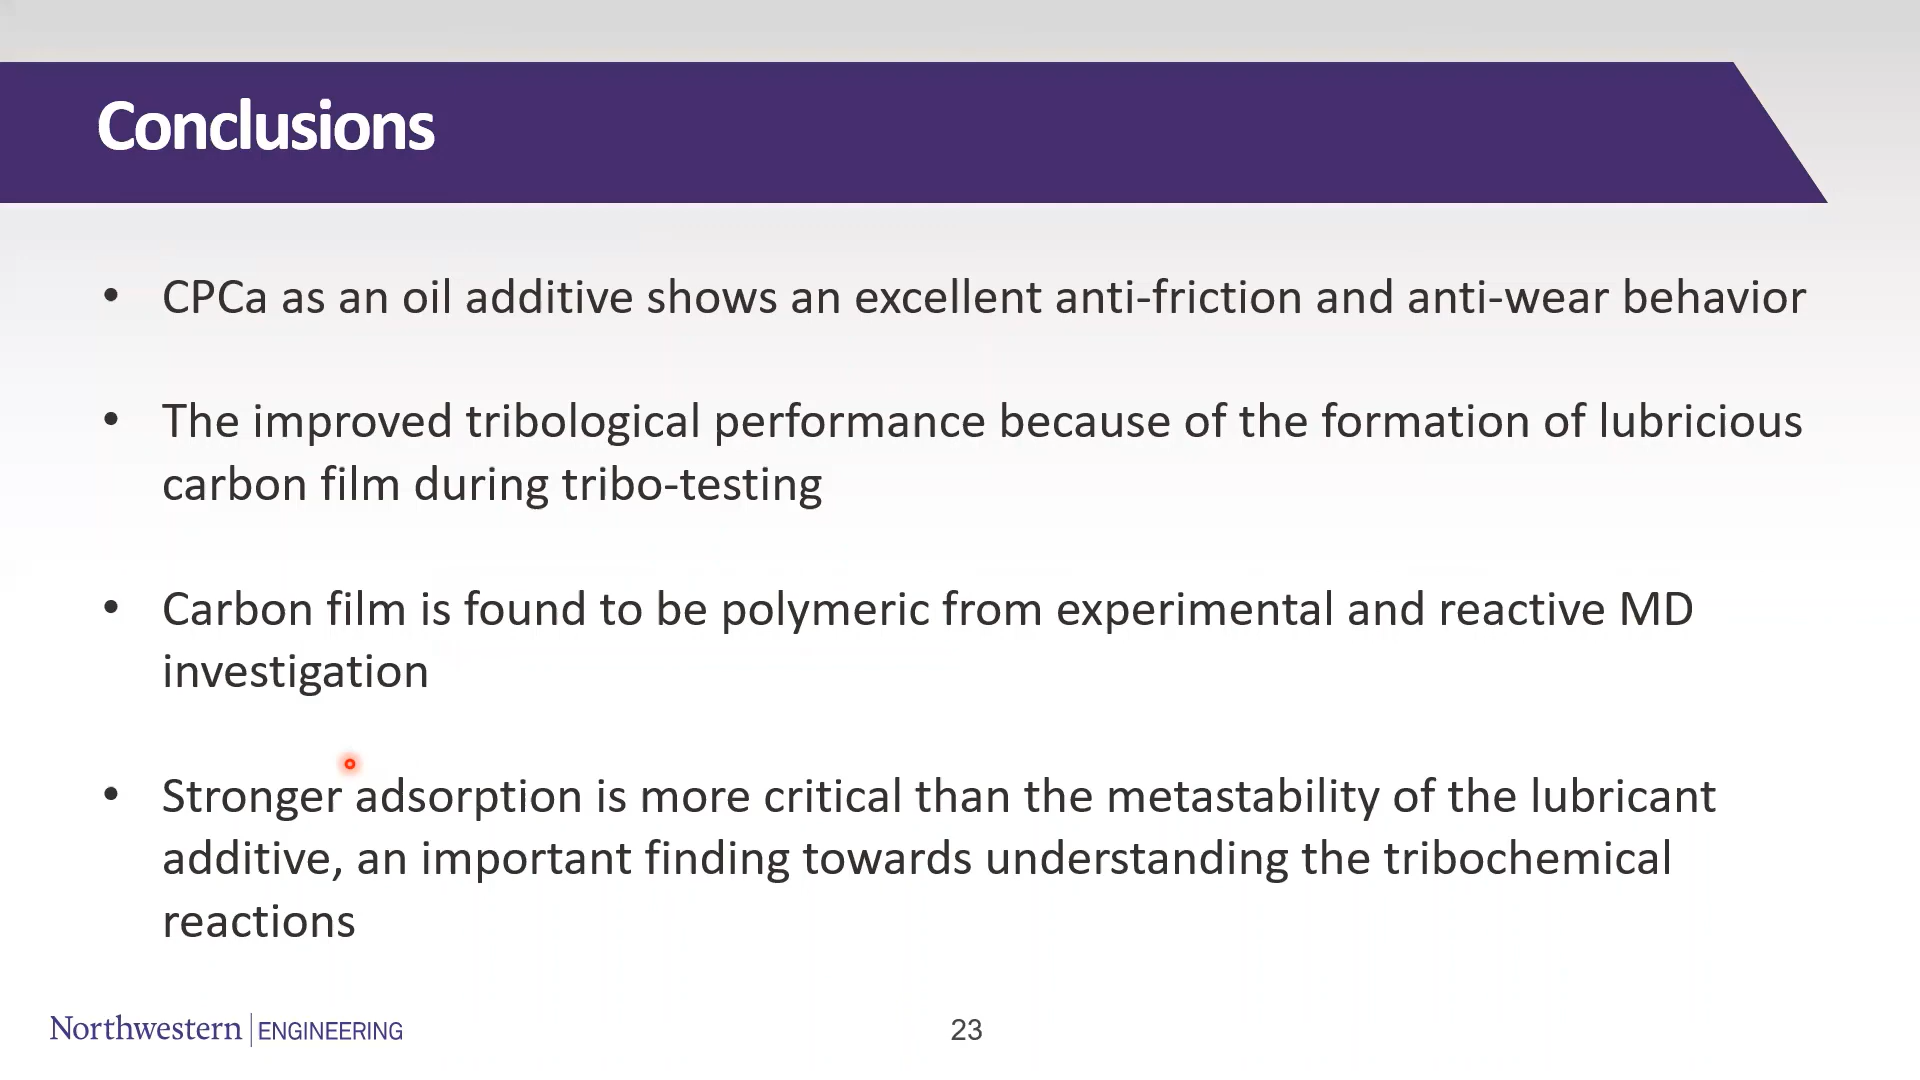 Conclusions
• CPCa as an oil additive shows an excellent anti-friction and anti-wear behavior
• The improved tribological performance because of the formation of lubricious
carbon film during tribo-testing
• Carbon film is found to be polymeric from experimental and reactive MD
investigation
• Stronger adsorption is more critical than the metastability of the lubricant
additive, an important finding towards understanding the tribochemical
reactions
Northwestern | ENGINEERING
23